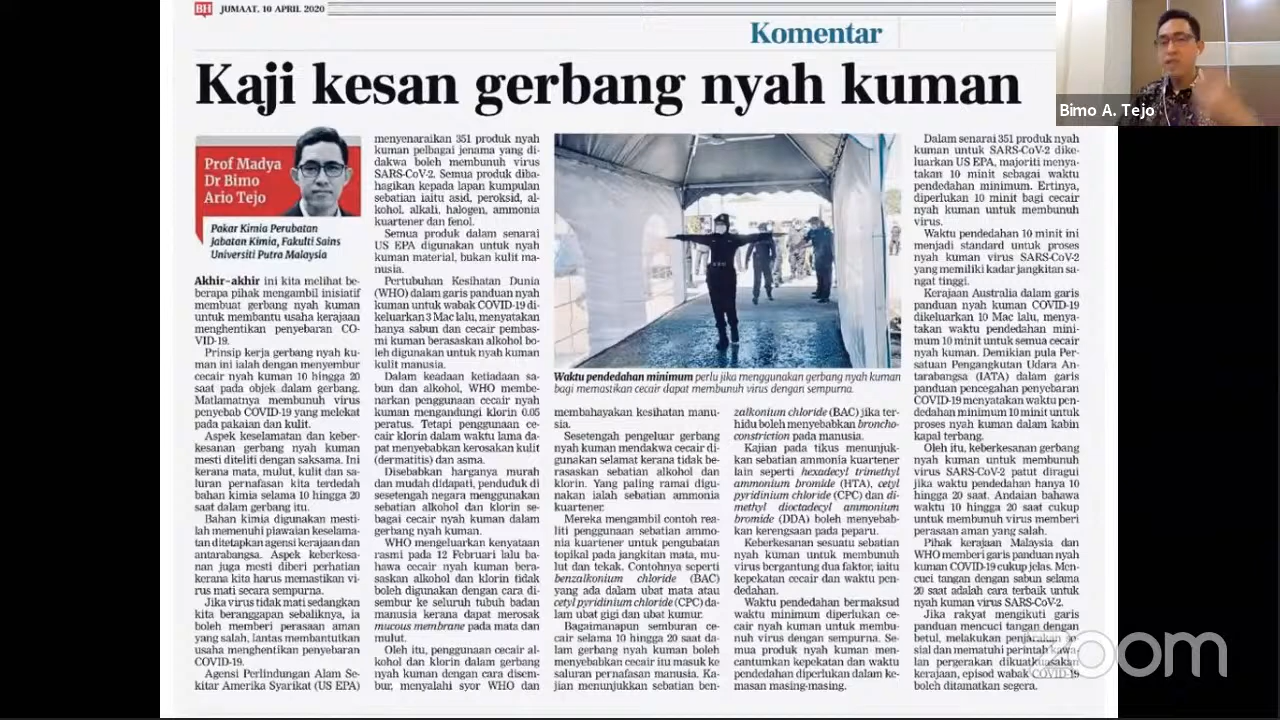 BH JUMAAT, 10 APRIL 2020
Komentar
Kaji kesan gerbang nyah kuman
Bimo A. Tejo
Prof Madya
Dr Bimo
Ario Tejo
Pakar Kimia Perubatan
Jabatan Kimia, Fakulti Sains
Universiti Putra Malaysia
Akhir-akhir ini kita melihat be-
berapa pihak mengambil inisiatif
membuat gerbang nyah kuman
untuk membantu usaha kerajaan
menghentikan penyebaran CO-
VID-19.
Prinsip kerja gerbang nyah ku-
man ini ialah dengan menyembur
cecair nyah kuman 10 hingga 20
saat pada objek dalam gerbang.
Matlamatnya membunuh virus
penyebab COVID-19 yang melekat
pada pakaian dan kulit.
Aspek keselamatan dan keber-
kesanan gerbang nyah kuman
mesti diteliti dengan saksama. Ini
kerana mata, mulut, kulit dan sa-
luran pernafasan kita terdedah
bahan kimia selama 10 hingga 20
saat dalam gerbang itu.
Bahan kimia digunakan mesti-
lah memenuhi piawaian keselama-
tan ditetapkan agensi kerajaan dan
antarabangsa. Aspek keberkesa-
nan juga mesti diberi perhatian
kerana kita harus memastikan vi-
rus mati secara sempurna.
Jika virus tidak mati sedangkan
kita beranggapan sebaliknya, ia
boleh memberi perasaan aman
yang salah, lantas membantutkan
usaha menghentikan penyebaran
COVID-19.
Agensi Perlindungan Alam Se-
kitar Amerika Syarikat (US EPA)
menyenaraikan 351 produk nyah
kuman pelbagai jenama yang di-
dakwa boleh membunuh virus
SARS-CoV-2. Semua produk diba-
hagikan kepada lapan kumpulan
sebatian iaitu asid, peroksid, al-
kohol, alkali, halogen, ammonia
kuartener dan fenol.
Semua produk dalam senarai
US EPA digunakan untuk nyah
kuman material, bukan kulit ma-
nusia.
Pertubuhan Kesihatan Dunia
(WHO) dalam garis panduan nyah
kuman untuk wabak COVID-19 di-
keluarkan 3 Mac lalu, menyatakan
hanya sabun dan cecair pembas-
mi kuman berasaskan alkohol bo-
leh digunakan untuk nyah kuman
kulit manusia.
Dalam keadaan ketiadaan sa-
bun dan alkohol, WHO membe-
narkan penggunaan cecair nyah
kuman mengandungi klorin 0.05
peratus. Tetapi penggunaan ce-
cair klorin dalam waktu lama da-
pat menyebabkan kerosakan kulit
(dermatitis) dan asma.
Disebabkan harganya murah
dan mudah didapati, penduduk di
sesetengah negara menggunakan
sebatian alkohol dan klorin se-
bagai cecair nyah kuman dalam
gerbang nyah kuman.
WHO mengeluarkan kenyataan
rasmi pada 12 Februari lalu ba-
hawa cecair nyah kuman bera-
saskan alkohol dan klorin tidak
boleh digunakan dengan cara di-
sembur ke seluruh tubuh badan
manusia kerana dapat merosak
mucous membrane pada mata dan
mulut.
Oleh itu, penggunaan cecair al-
kohol dan klorin dalam gerbang
nyah kuman dengan cara disem-
bur, menyalahi syor WHO dan
Waktu pendedahan minimum perlu jika menggunakan gerbang nyah kuman
bagi memastikan cecair dapat membunuh virus dengan sempurna.
membahayakan kesihatan manu-
sia.
Sesetengah pengeluar gerbang
nyah kuman mendakwa cecair di-
gunakan selamat kerana tidak be-
rasaskan sebatian alkohol dan
klorin. Yang paling ramai digu-
nakan ialah sebatian ammonia
kuartener.
Mereka mengambil contoh rea-
liti penggunaan sebatian ammo-
nia kuartener untuk pengubatan
topikal pada jangkitan mata, mu-
lut dan tekak. Contohnya seperti
benzalkonium chloride (BAC)
yang ada dalam ubat mata atau
cetyl pyridinium chloride (CPC) da-
lam ubat gigi dan ubat kumur.
Bagaimanapun semburan ce-
cair selama 10 hingga 20 saat da-
lam gerbang nyah kuman boleh
menyebabkan cecair itu masuk ke
saluran pernafasan manusia. Ka-
jian menunjukkan sebatian ben-
zalkonium chloride (BAC) jika ter-
hidu boleh menyebabkan broncho-
constriction pada manusia.
Kajian pada tikus menunjuk-
kan sebatian ammonia kuartener
lain seperti hexadecyl trimethyl
ammonium bromide (HTA), cetyl
pyridinium chloride (CPC) dan di-
methyl dioctadecyl ammonium
bromide (DDA) boleh menyebab-
kan kerengsaan pada peparu.
Keberkesanan sesuatu sebatian
nyah kuman untuk membunuh
virus bergantung dua faktor, iaitu
kepekatan cecair dan waktu pen-
dedahan.
Waktu pendedahan bermaksud
waktu minimum diperlukan ce-
cair nyah kuman untuk membu-
nuh virus dengan sempurna. Se-
mua produk nyah kuman men-
cantumkan kepekatan dan waktu
pendedahan diperlukan dalam ke-
masan masing-masing.
Dalam senarai 351 produk nyah
kuman untuk SARS-CoV-2 dike-
luarkan US EPA, majoriti menya-
takan 10 minit sebagai waktu
pendedahan minimum. Ertinya,
diperlukan 10 minit bagi cecair
nyah kuman untuk membunuh
virus.
Waktu pendedahan 10 minit ini
menjadi standard untuk proses
nyah kuman virus SARS-CoV-2
yang memiliki kadar jangkitan sa-
ngat tinggi.
Kerajaan Australia dalam garis
panduan nyah kuman COVID-19
dikeluarkan 10 Mac lalu, menya-
takan waktu pendedahan mini-
mum 10 minit untuk semua cecair
nyah kuman. Demikian pula Per-
satuan Pengangkutan Udara An-
tarabangsa (IATA) dalam garis
panduan pencegahan penyebaran
COVID-19 menyatakan waktu pen-
dedahan minimum 10 minit untuk
proses nyah kuman dalam kabin
kapal terbang.
Oleh itu, keberkesanan gerbang
nyah kuman untuk membunuh
virus SARS-CoV-2 patut diragui
jika waktu pendedahan hanya 10
hingga 20 saat. Andaian bahawa
waktu 10 hingga 20 saat cukup
untuk membunuh virus memberi
perasaan aman yang salah.
Pihak kerajaan Malaysia dan
WHO memberi garis panduan nyah
kuman COVID-19 cukup jelas. Men-
cuci tangan dengan sabun selama
20 saat adalah cara terbaik untuk
nyah kuman virus SARS-CoV-2.
Jika rakyat mengikuti garis
panduan mencuci tangan dengan
betul, melakukan penjarakan so-
sial dan mematuhi perintah kawa-
lan pergerakan dikuatkuasakan
kerajaan, episod wabak COVID-19
boleh ditamatkan segera.
zoom